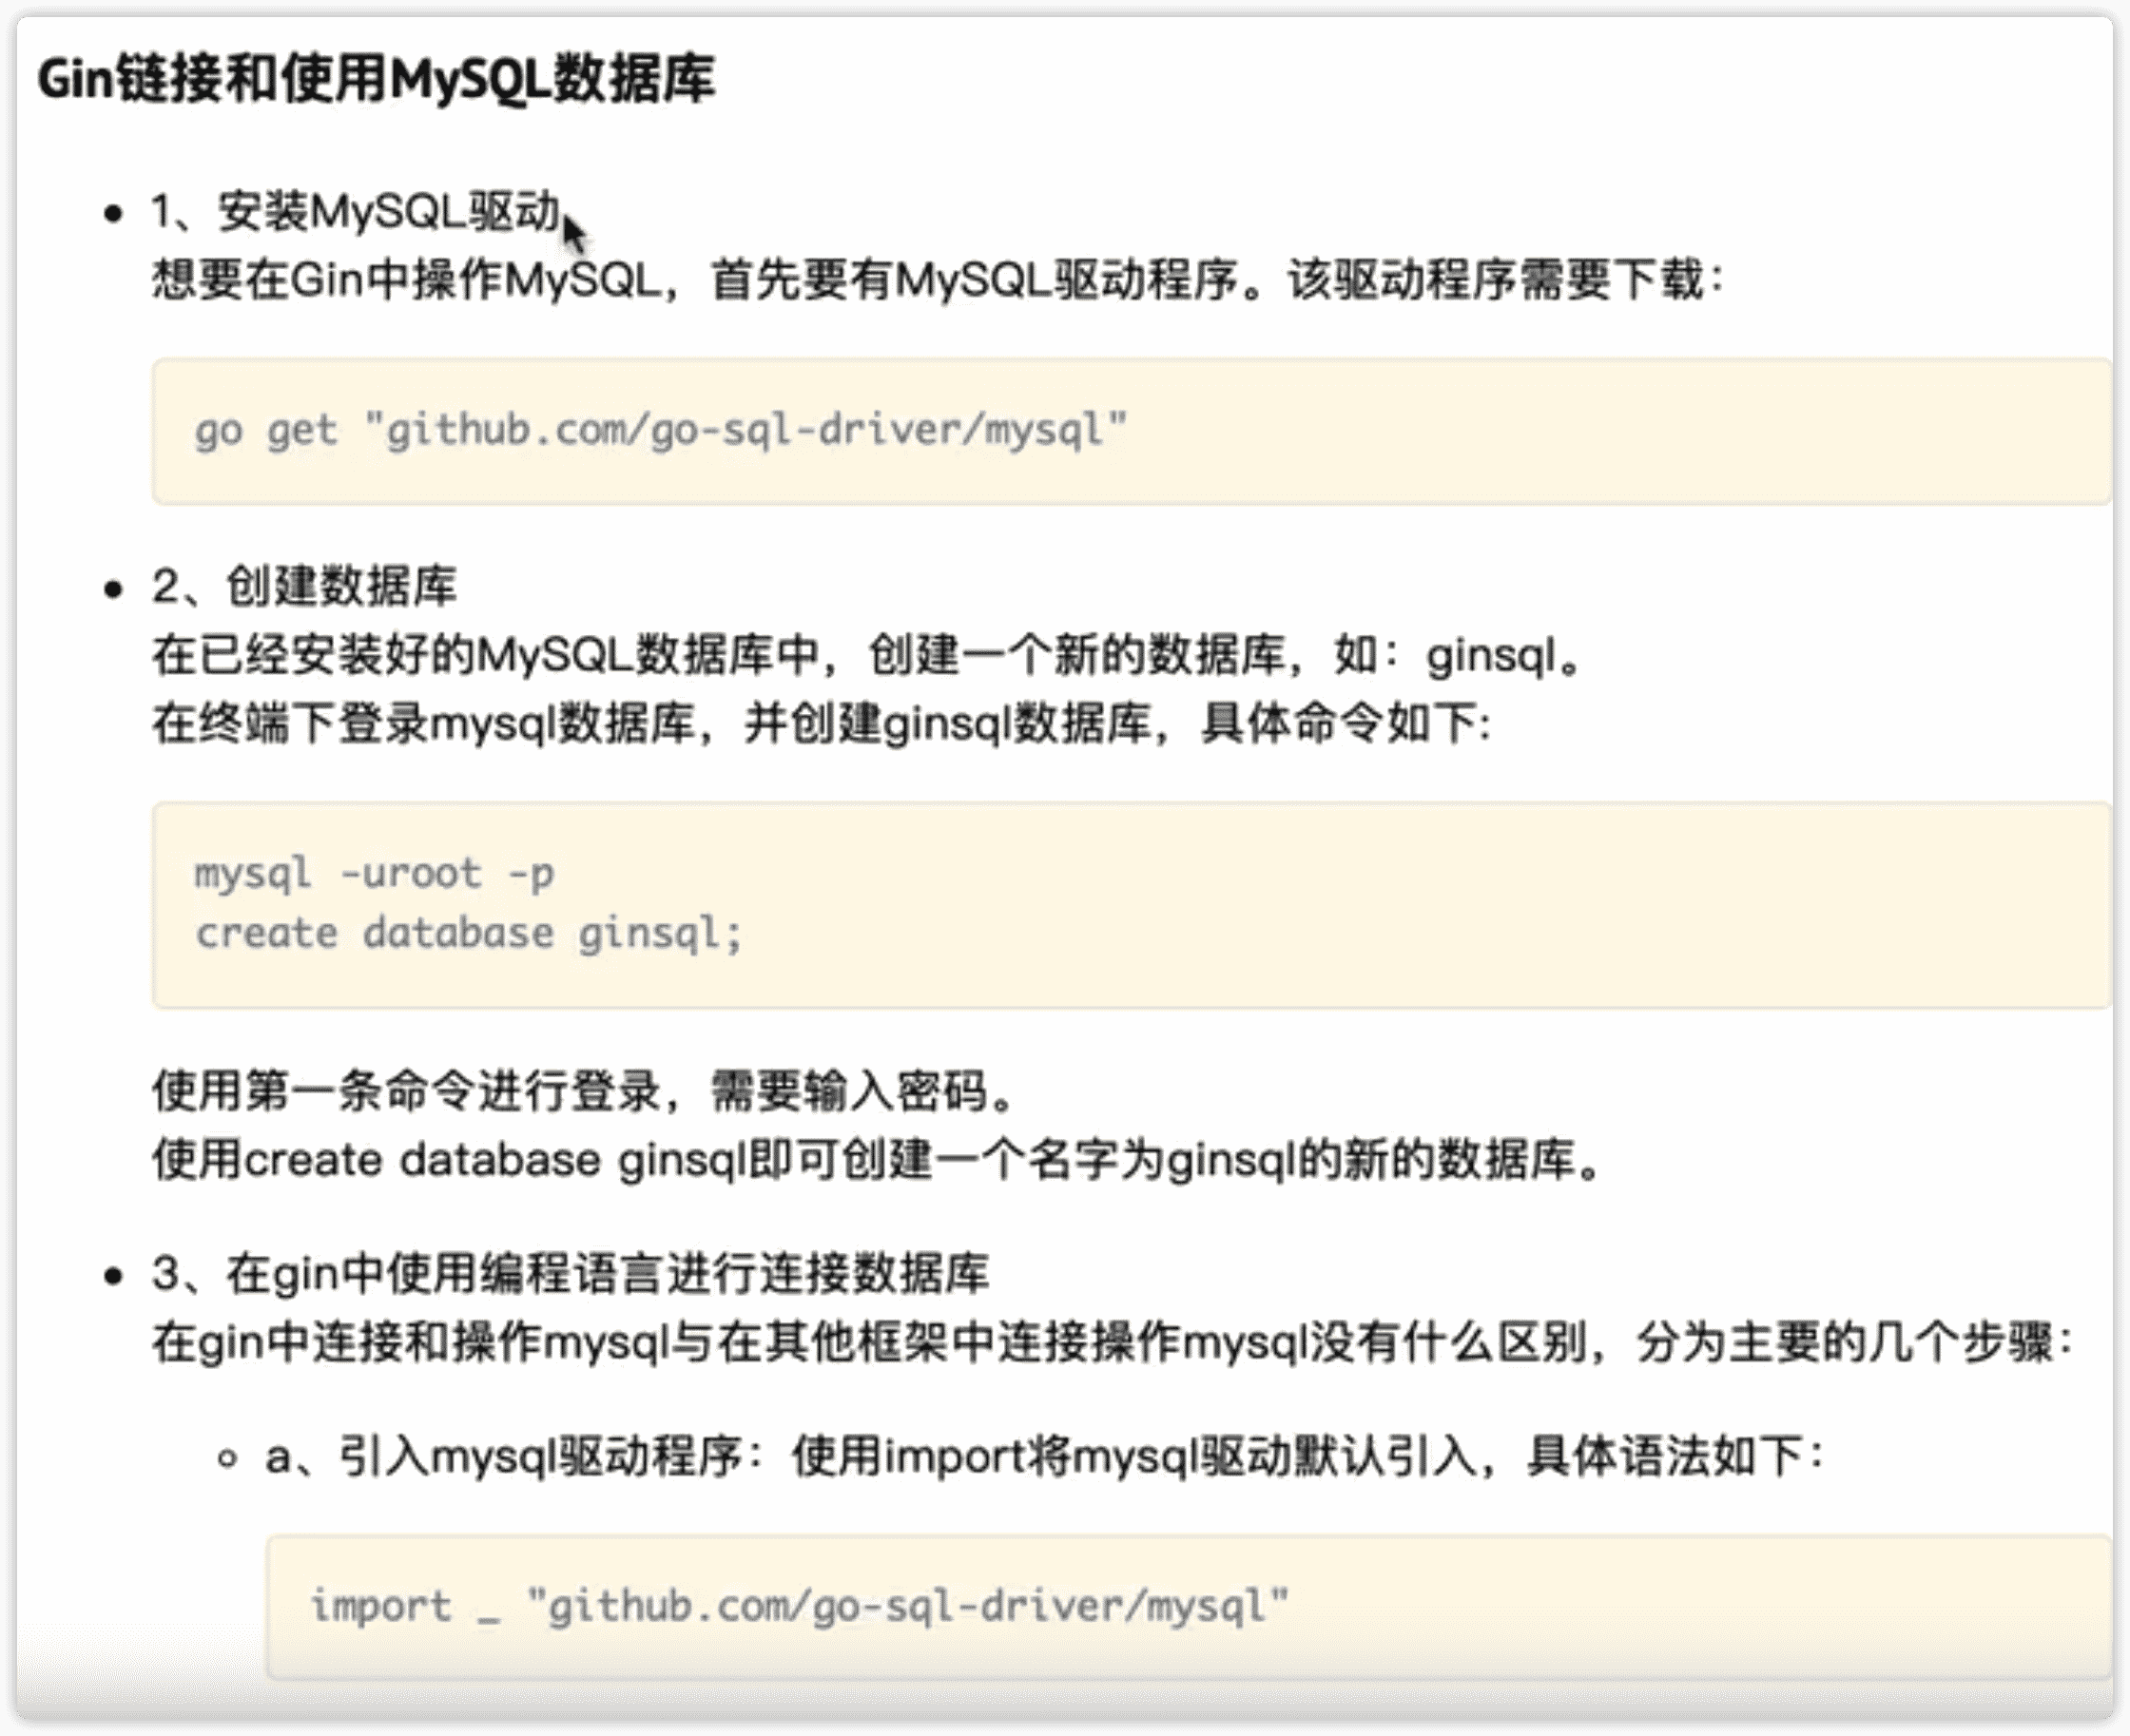 Gin链接和使用MySQL数据库
1、安装MySQL驱动
想要在Gin中操作MySQL，首先要有MySQL驱动程序。该驱动程序需要下载：
go get "github.com/go-sql-driver/mysql"
2、创建数据库
在已经安装好的MySQL数据库中，创建一个新的数据库，如：ginsql。
在终端下登录mysql数据库，并创建ginsql数据库，具体命令如下:
mysql -uroot -p
create database ginsql;
使用第一条命令进行登录，需要输入密码。
使用create database ginsql即可创建一个名字为ginsql的新的数据库。
3、在gin中使用编程语言进行连接数据库
在gin中连接和操作mysql与在其他框架中连接操作mysql没有什么区别，分为主要的几个步骤：
a、引入mysql驱动程序：使用import将mysql驱动默认引入，具体语法如下：
import _ "github.com/go-sql-driver/mysql"